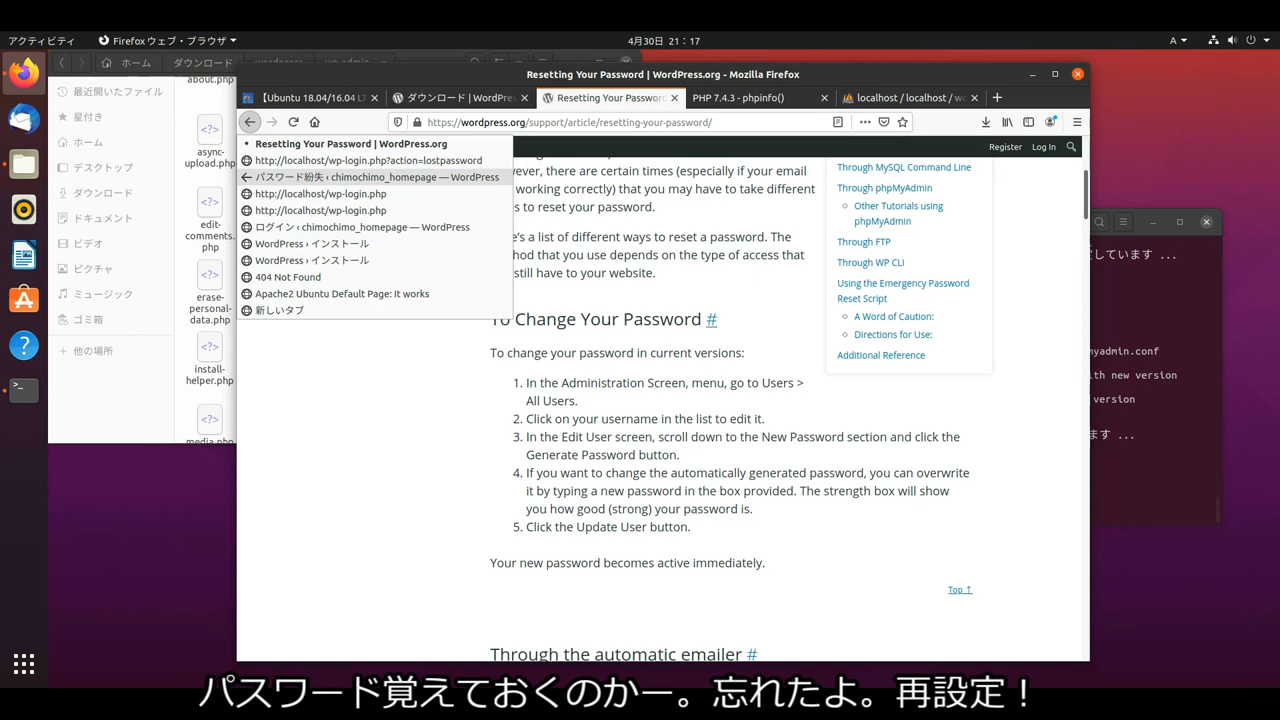 アクティビティ
Firefox ウェブ・ブラウザ
4月30日 21：17
A
ホーム
ダウンロード
Resetting Your Password | WordPress.org - Mozilla Firefox
【Ubuntu 18.04/16.04 LT
ダウンロード | WordPress
Resetting Your Password
PHP 7.4.3 - phpinfo()
localhost / localhost / wo
https://wordpress.org/support/article/resetting-your-password/
about.php
async-
upload.php
edit-
comments.
php
erase-
personal-
data.php
install-
helper.php
media.php
最近開いたファイル
星付き
ホーム
デスクトップ
ダウンロード
ドキュメント
ビデオ
ピクチャ
ミュージック
ゴミ箱
他の場所
Resetting Your Password | WordPress.org
http://localhost/wp-login.php?action=lostpassword
パスワード紛失 ‹ chimochimo_homepage — WordPress
http://localhost/wp-login.php
http://localhost/wp-login.php
ログイン ‹ chimochimo_homepage — WordPress
WordPress › インストール
WordPress › インストール
404 Not Found
Apache2 Ubuntu Default Page: It works
新しいタブ
Register
Log In
there are certain times (especially if your email
working correctly) that you may have to take different
to reset your password.
a list of different ways to reset a password. The
that you use depends on the type of access that
still have to your website.
To Change Your Password #
To change your password in current versions:
1. In the Administration Screen, menu, go to Users >
All Users.
2. Click on your username in the list to edit it.
3. In the Edit User screen, scroll down to the New Password section and click the
Generate Password button.
4. If you want to change the automatically generated password, you can overwrite
it by typing a new password in the box provided. The strength box will show
you how good (strong) your password is.
5. Click the Update User button.
Your new password becomes active immediately.
Top ↑
Through the automatic emailer #
Through MySQL Command Line
Through phpMyAdmin
Other Tutorials using
phpMyAdmin
Through FTP
Through WP CLI
Using the Emergency Password
Reset Script
A Word of Caution:
Directions for Use:
Additional Reference
しています ...
myadmin.conf
ith new version
version
ます ...
パスワード覚えておくのかー。忘れたよ。再設定！